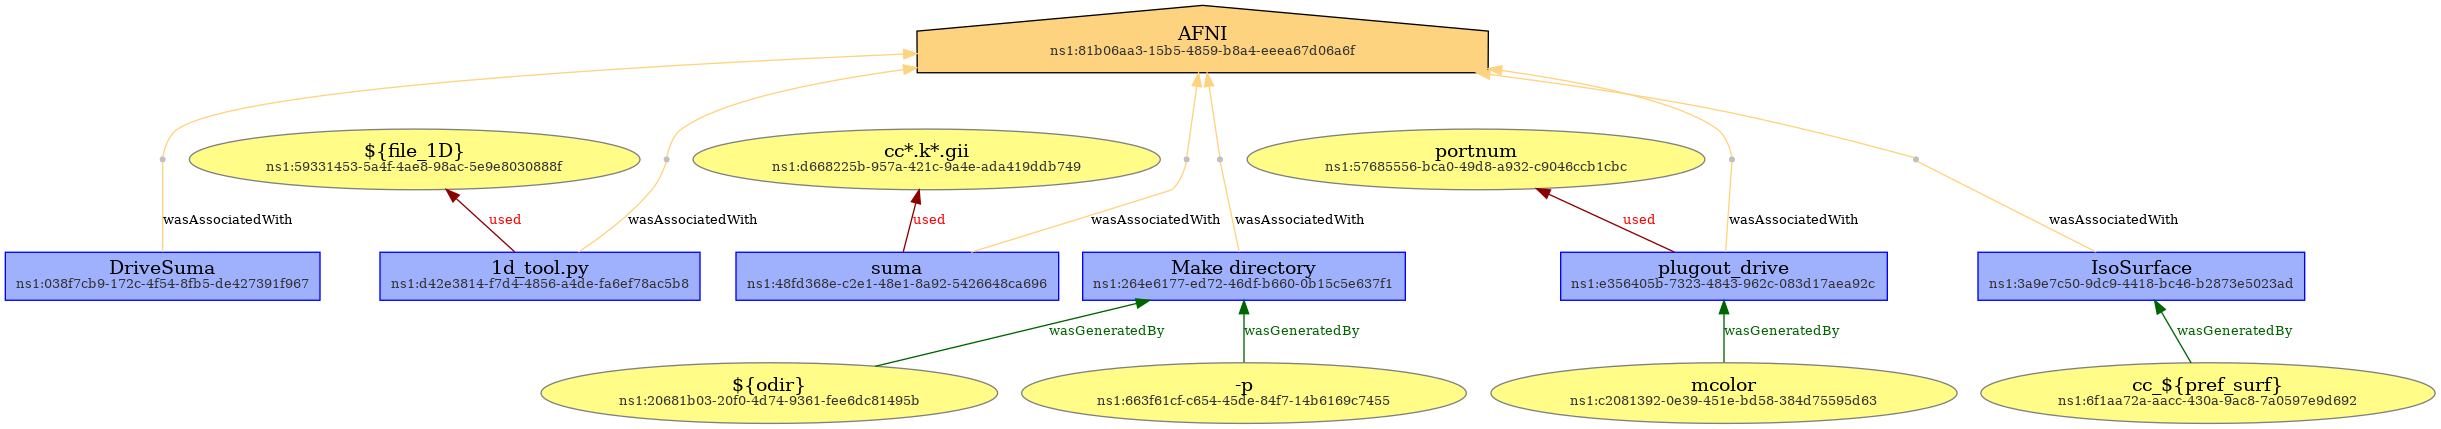 AFNI
ns1:81b06aa3-15b5-4859-b8a4-eeea67d06a6f
${file_1D}
ns1:59331453-5a4f-4ae8-98ac-5e9e8030888f
cc*.k*.gii
ns1:d668225b-957a-421c-9a4e-ada419ddb749
portnum
ns1:57685556-bca0-49d8-a932-c9046ccb1cbc
wasAssociatedWith
used
wasAssociatedWith
used
wasAssociatedWith
wasAssociatedWith
used
wasAssociatedWith
wasAssociatedWith
DriveSuma
ns1:038f7cb9-172c-4f54-8fb5-de427391f967
1d_tool.py
ns1:d42e3814-f7d4-4856-a4de-fa6ef78ac5b8
suma
ns1:48fd368e-c2e1-48e1-8a92-5426648ca696
Make directory
ns1:264e6177-ed72-46df-b660-0b15c5e637f1
plugout_drive
ns1:e356405b-7323-4843-962c-083d17aea92c
IsoSurface
ns1:3a9e7c50-9dc9-4418-bc46-b2873e5023ad
wasGeneratedBy
wasGeneratedBy
wasGeneratedBy
wasGeneratedBy
${odir}
ns1:20681b03-20f0-4d74-9361-fee6dc81495b
-p
ns1:663f61cf-c654-45de-84f7-14b6169c7455
mcolor
ns1:c2081392-0e39-451e-bd58-384d75595d63
cc_${pref_surf}
ns1:6f1aa72a-aacc-430a-9ac8-7a0597e9d692